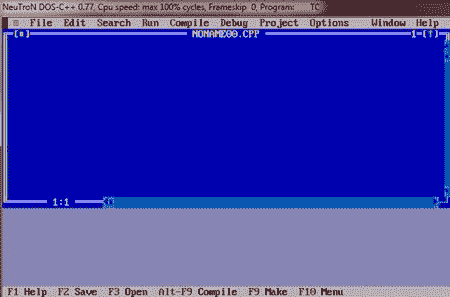 NeuTroN DOS-C++ 0.77, Cpu speed: max 100% cycles, Frameskip 0, Program: TC
≡ File Edit Search Run Compile Debug Project Options Window Help
[■] NONAME00.CPP 1=[↑]
1:1
F1 Help F2 Save F3 Open Alt-F9 Compile F9 Make F10 Menu